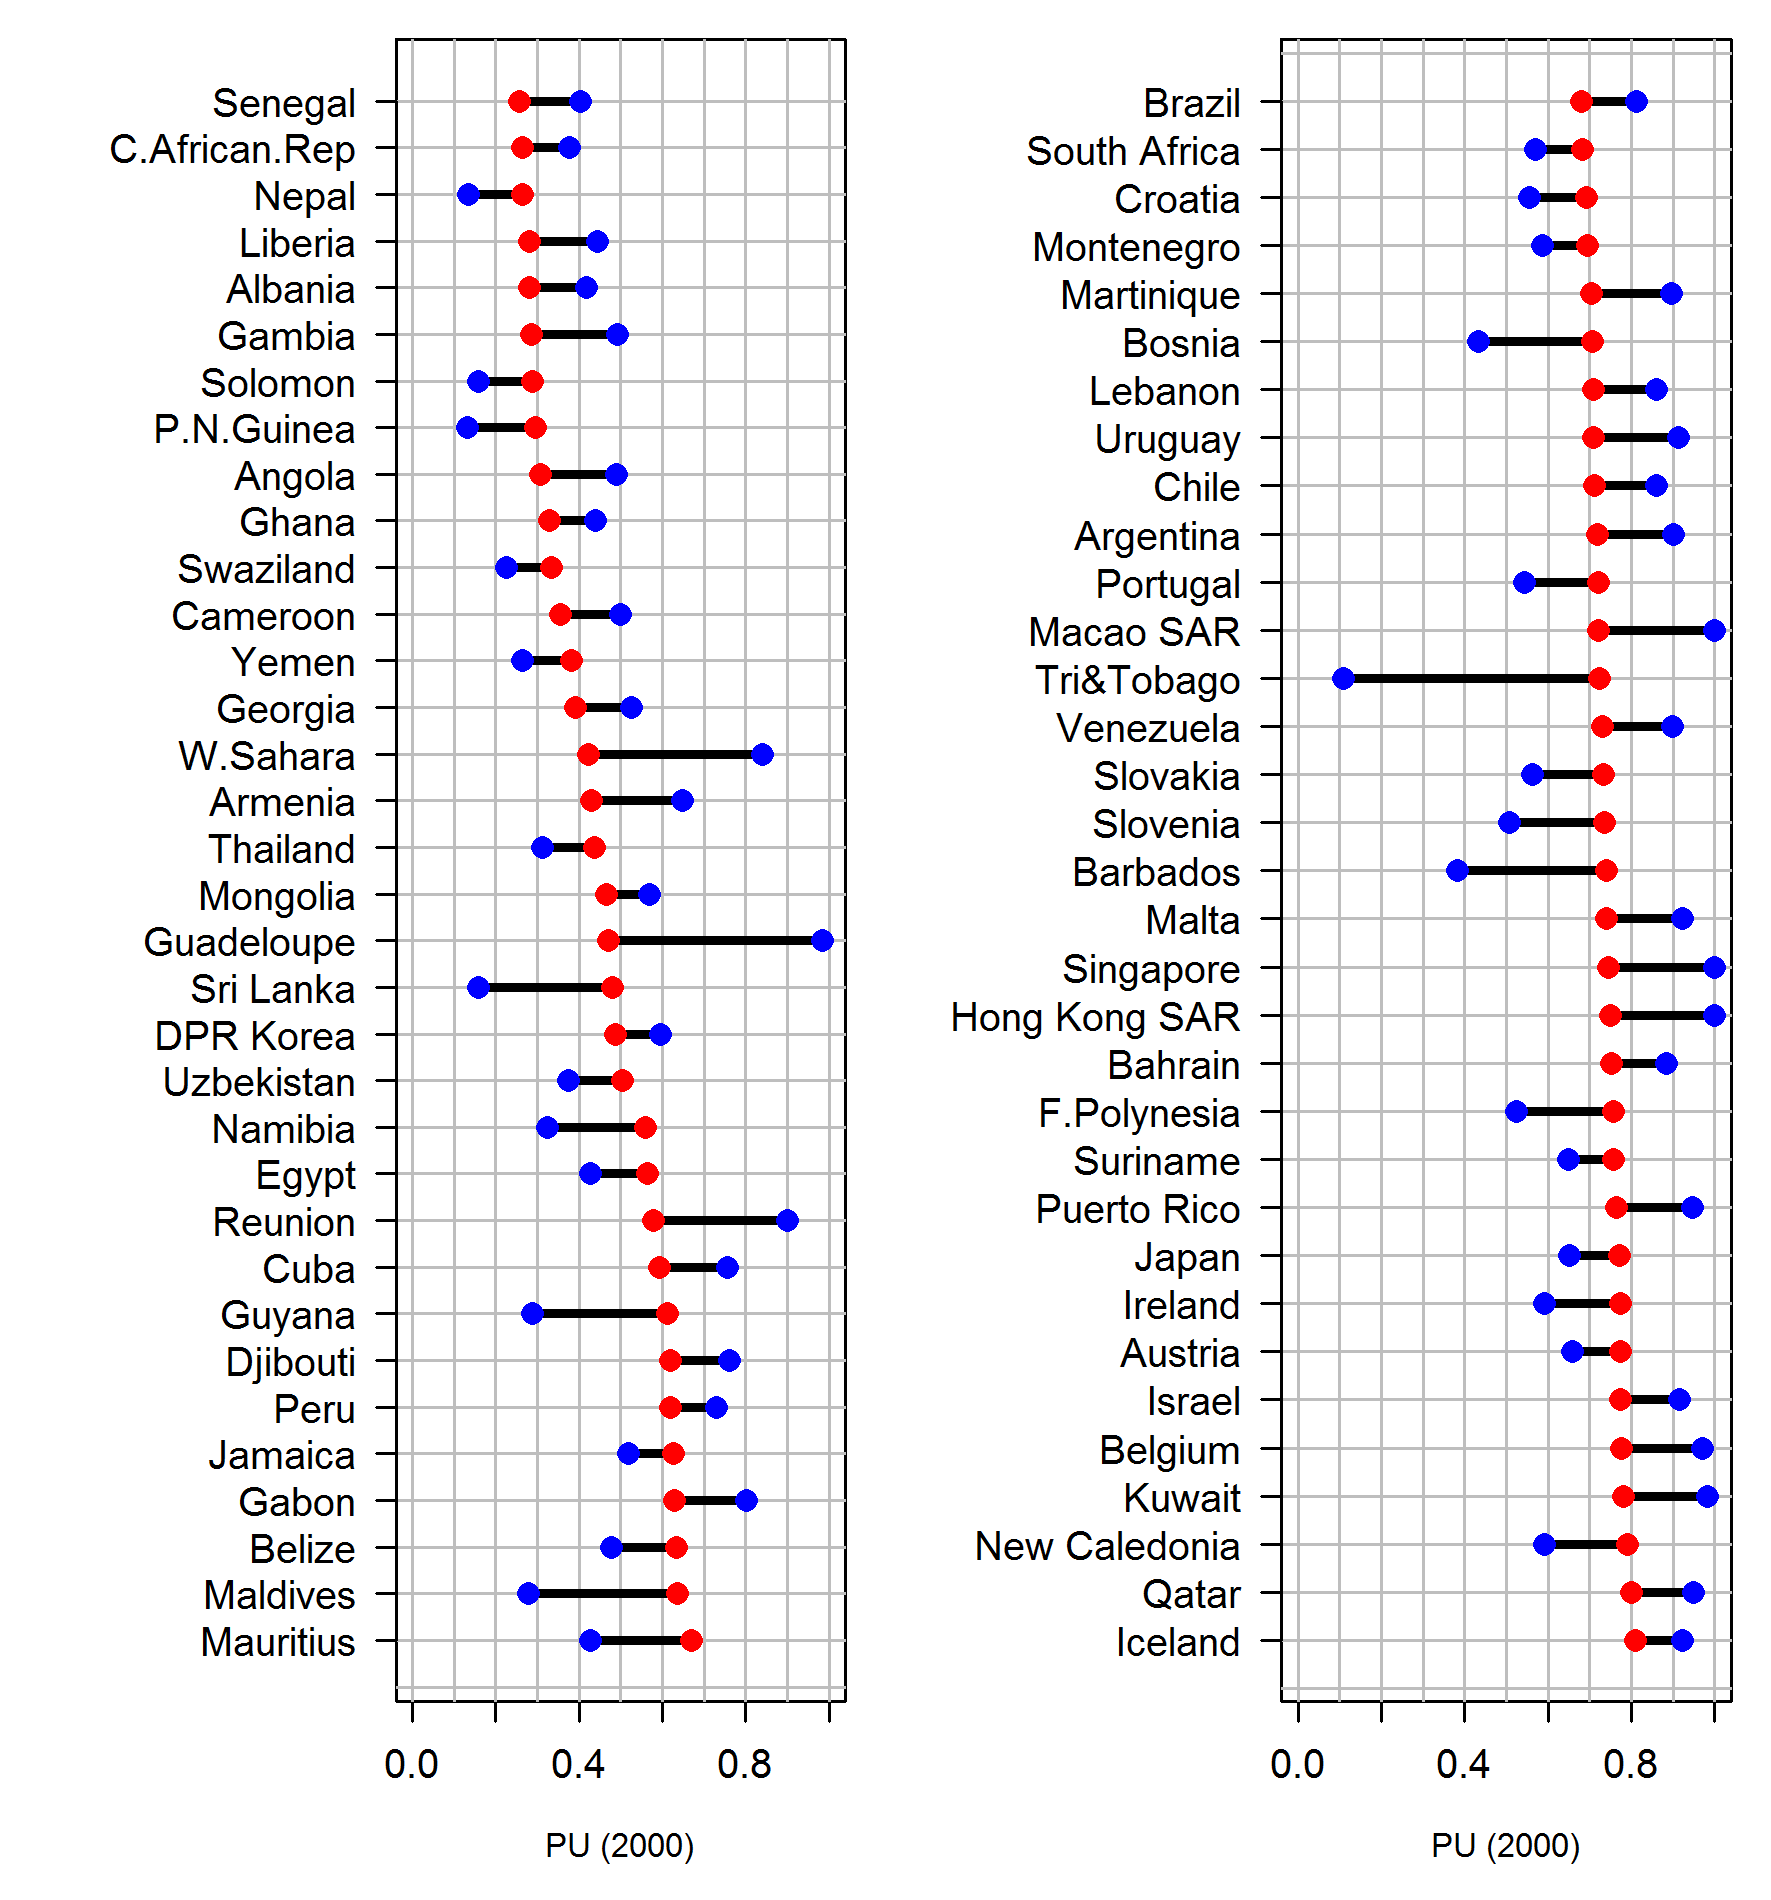 Senegal
C.African.Rep
Nepal
Liberia
Albania
Gambia
Solomon
P.N.Guinea
Angola
Ghana
Swaziland
Cameroon
Yemen
Georgia
W.Sahara
Armenia
Thailand
Mongolia
Guadeloupe
Sri Lanka
DPR Korea
Uzbekistan
Namibia
Egypt
Reunion
Cuba
Guyana
Djibouti
Peru
Jamaica
Gabon
Belize
Maldives
Mauritius
0.0 0.4 0.8
PU (2000)
Brazil
South Africa
Croatia
Montenegro
Martinique
Bosnia
Lebanon
Uruguay
Chile
Argentina
Portugal
Macao SAR
Tri&Tobago
Venezuela
Slovakia
Slovenia
Barbados
Malta
Singapore
Hong Kong SAR
Bahrain
F.Polynesia
Suriname
Puerto Rico
Japan
Ireland
Austria
Israel
Belgium
Kuwait
New Caledonia
Qatar
Iceland
0.0 0.4 0.8
PU (2000)